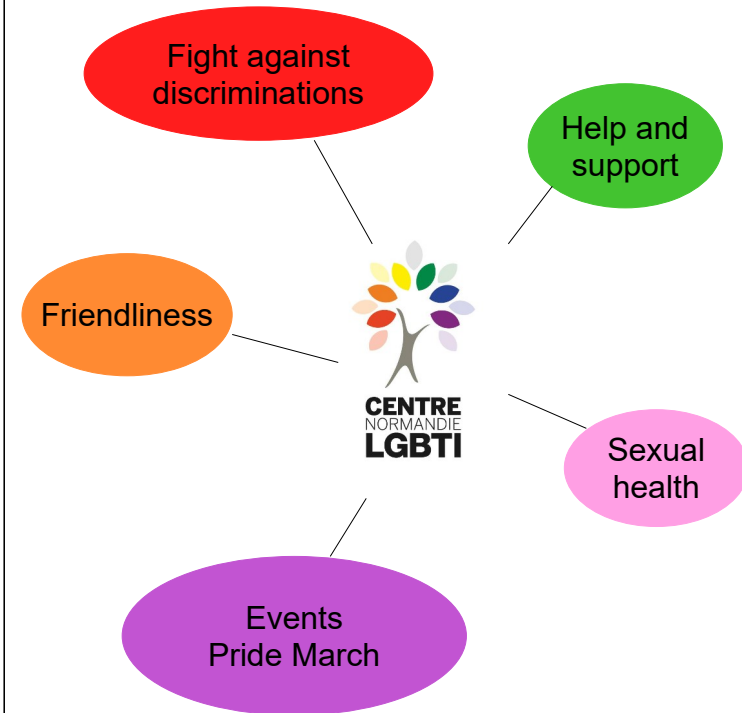 Fight against
discriminations
Help and
support
Friendliness
CENTRE
NORMANDIE
LGBTI
Sexual
health
Events
Pride March